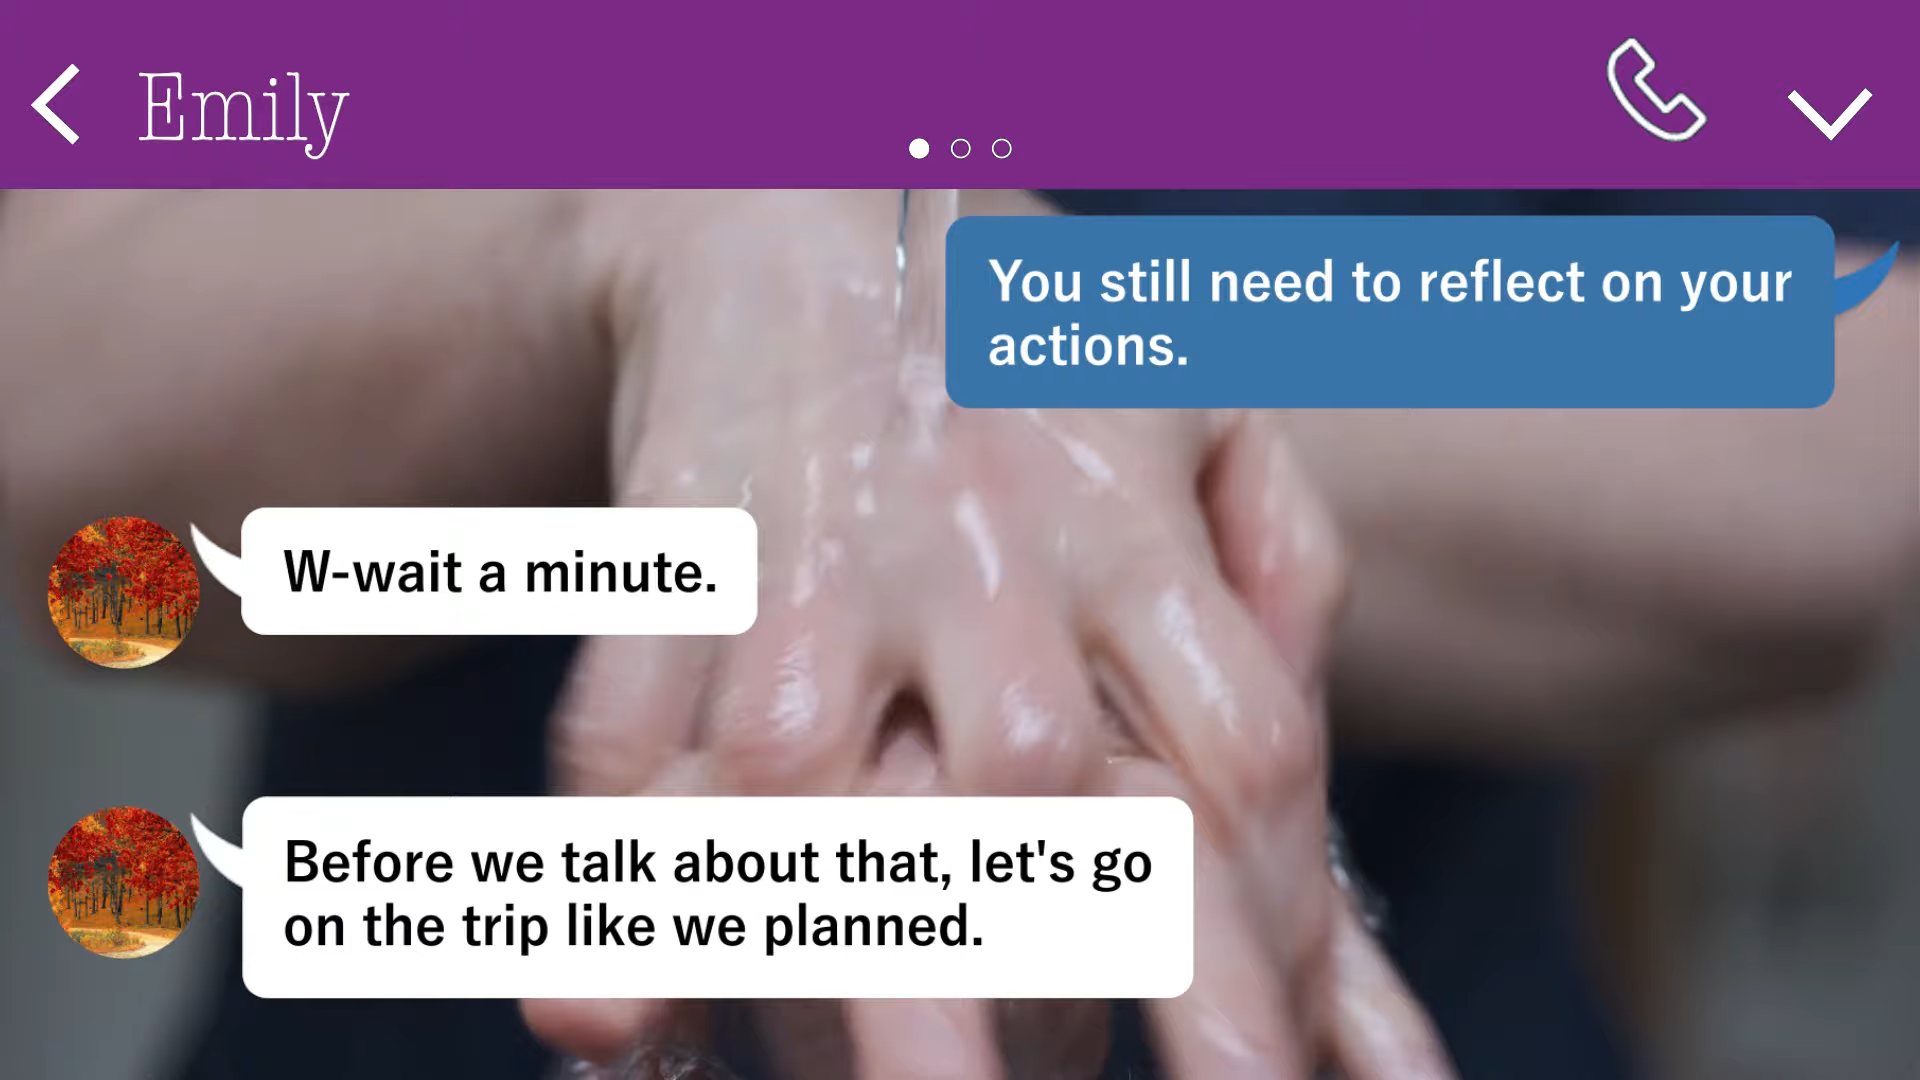 Emily
You still need to reflect on your
actions.
W-wait a minute.
Before we talk about that, let's go
on the trip like we planned.